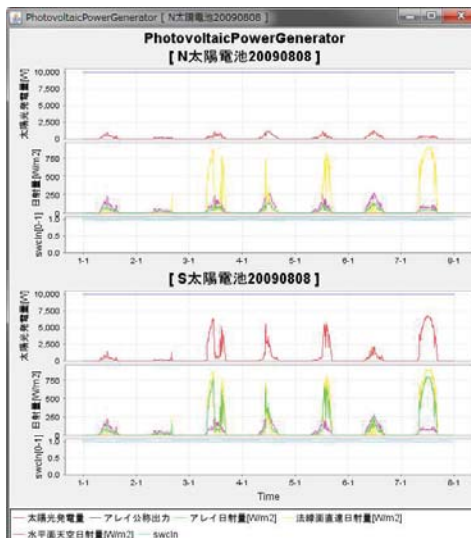 PhotovoltaicPowerGenerator [ N太陽電池20090808 ]
PhotovoltaicPowerGenerator
[ N太陽電池20090808 ]
太陽光発電量[W]
10,000
7,500
5,000
2,500
0
日射量[W/m2]
750
500
250
0
swcIn[0-1]
1.0
0.5
0.0
1-1 2-1 3-1 4-1 5-1 6-1 7-1 8-1
[ S太陽電池20090808 ]
太陽光発電量[W]
10,000
7,500
5,000
2,500
0
日射量[W/m2]
750
500
250
0
swcIn[0-1]
1.0
0.5
0.0
1-1 2-1 3-1 4-1 5-1 6-1 7-1 8-1
Time
太陽光発電量 アレイ公称出力 アレイ日射量[W/m2] 法線面直達日射量[W/m2]
水平面天空日射量[W/m2] swcIn